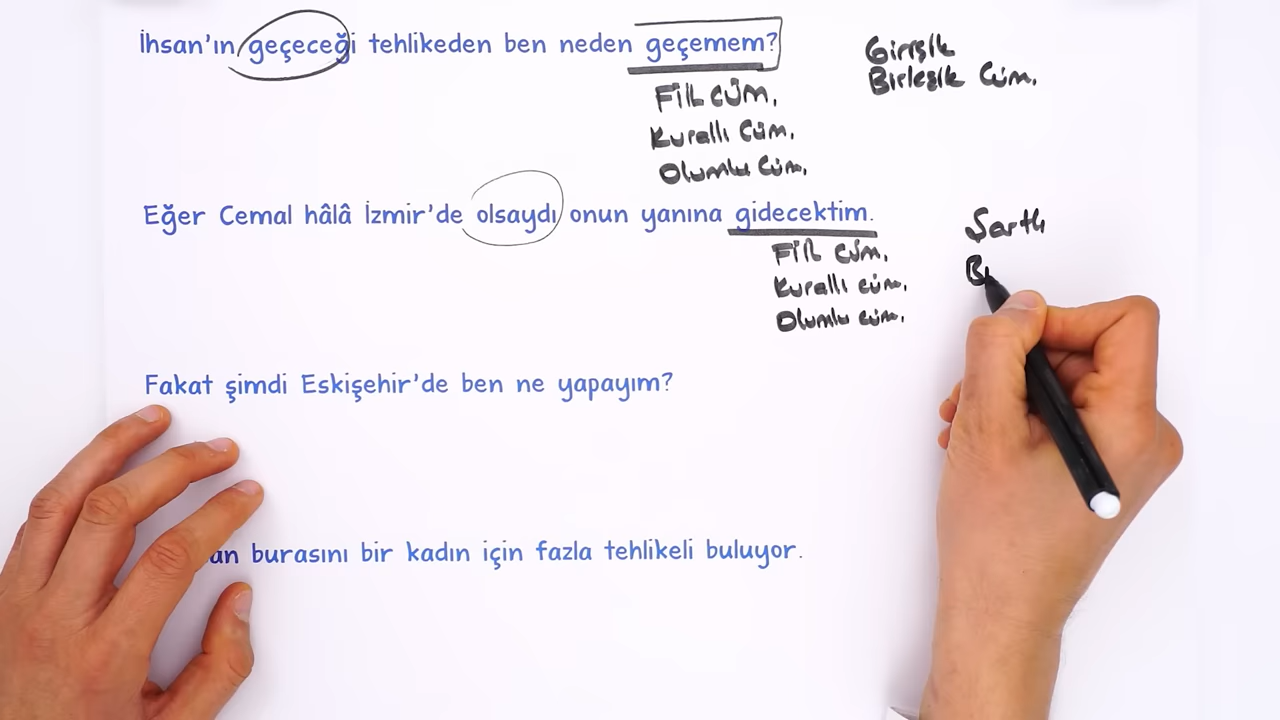 İhsan'ın geçeceği tehlikeden ben neden geçemem?
Girişik
Birleşik Cüm.
Fiil Cüm.
Kurallı Cüm.
Olumlu Cüm.
Eğer Cemal hâlâ İzmir'de olsaydı onun yanına gidecektim.
Şartlı
Bi
Fiil Cüm.
Kurallı cüm.
Olumlu cüm.
Fakat şimdi Eskişehir'de ben ne yapayım?
burasını bir kadın için fazla tehlikeli buluyor.